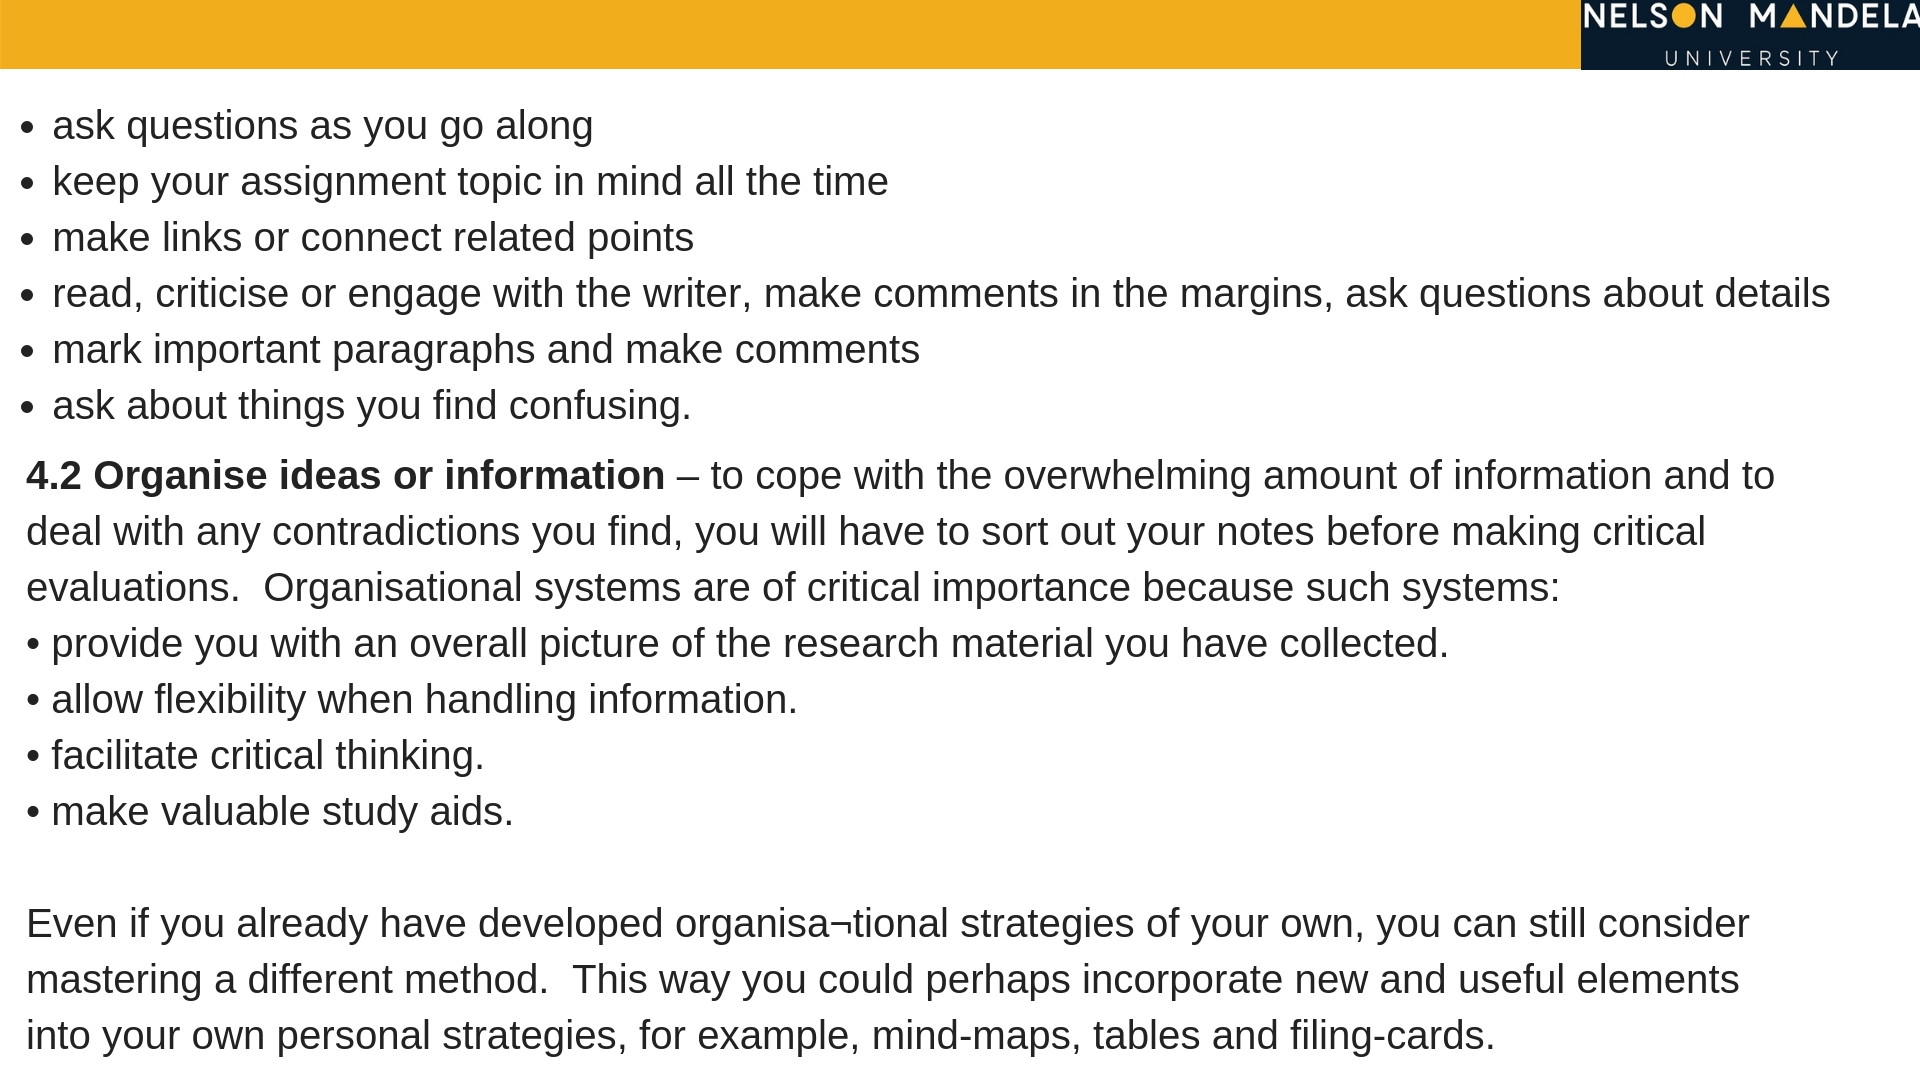 NELSON MANDELA
UNIVERSITY
• ask questions as you go along
• keep your assignment topic in mind all the time
• make links or connect related points
• read, criticise or engage with the writer, make comments in the margins, ask questions about details
• mark important paragraphs and make comments
• ask about things you find confusing.
4.2 Organise ideas or information – to cope with the overwhelming amount of information and to
deal with any contradictions you find, you will have to sort out your notes before making critical
evaluations.  Organisational systems are of critical importance because such systems:
• provide you with an overall picture of the research material you have collected.
• allow flexibility when handling information.
• facilitate critical thinking.
• make valuable study aids.
Even if you already have developed organisa¬tional strategies of your own, you can still consider
mastering a different method.  This way you could perhaps incorporate new and useful elements
into your own personal strategies, for example, mind-maps, tables and filing-cards.